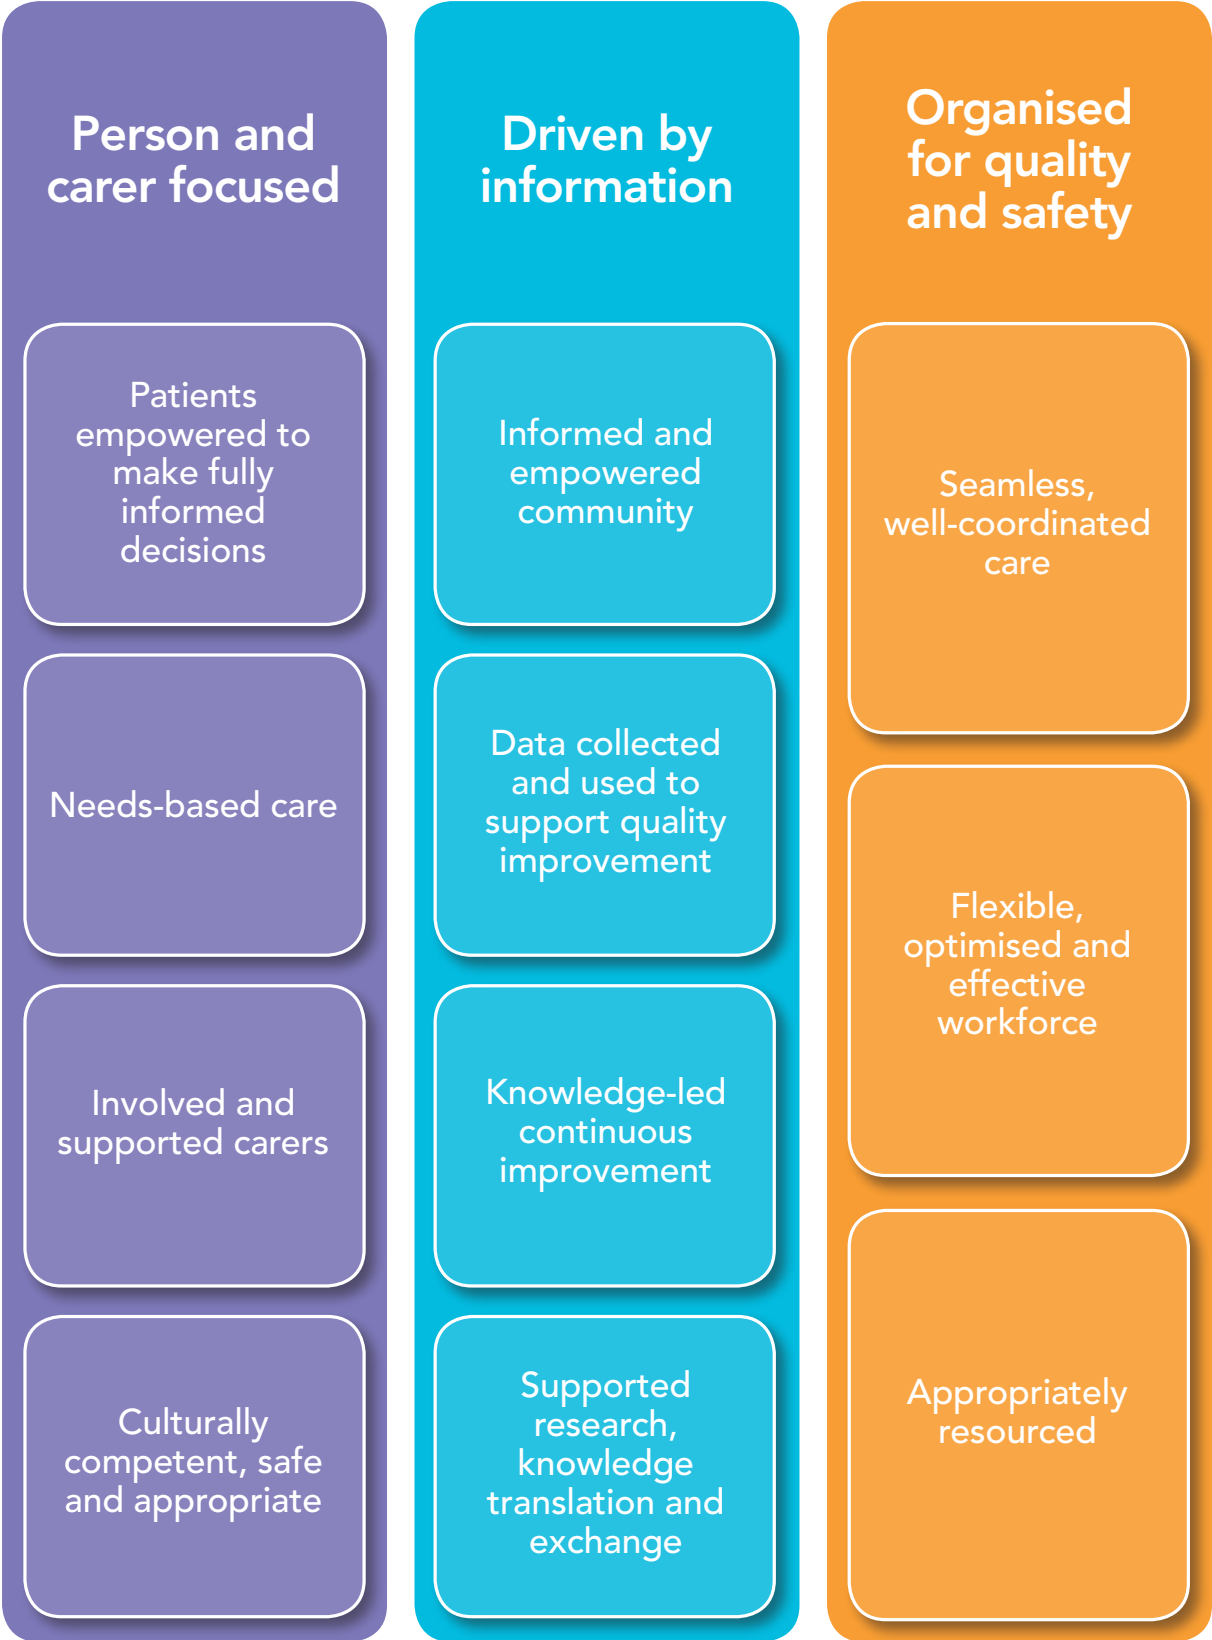 Person and
carer focused
Patients
empowered to
make fully
informed
decisions
Needs-based care
Involved and
supported carers
Culturally
competent, safe
and appropriate
Driven by
information
Informed and
empowered
community
Data collected
and used to
support quality
improvement
Knowledge-led
continuous
improvement
Supported
research,
knowledge
translation and
exchange
Organised
for quality
and safety
Seamless,
well-coordinated
care
Flexible,
optimised and
effective
workforce
Appropriately
resourced